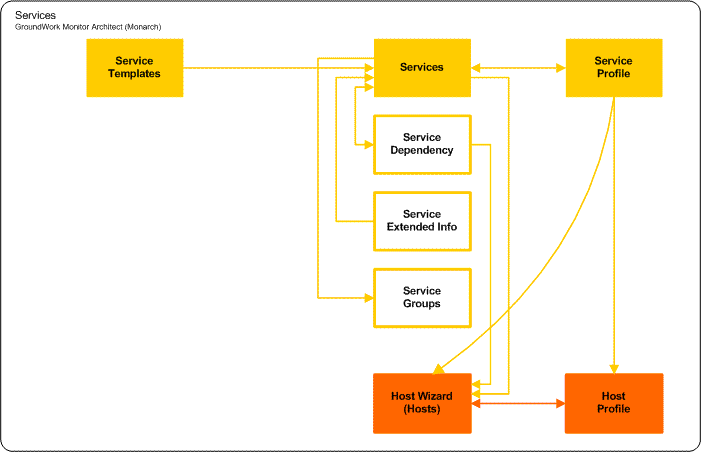 Services
GroundWork Monitor Architect (Monarch)
Service
Templates
Services
Service
Profile
Service
Dependency
Service
Extended Info
Service
Groups
Host Wizard
(Hosts)
Host
Profile